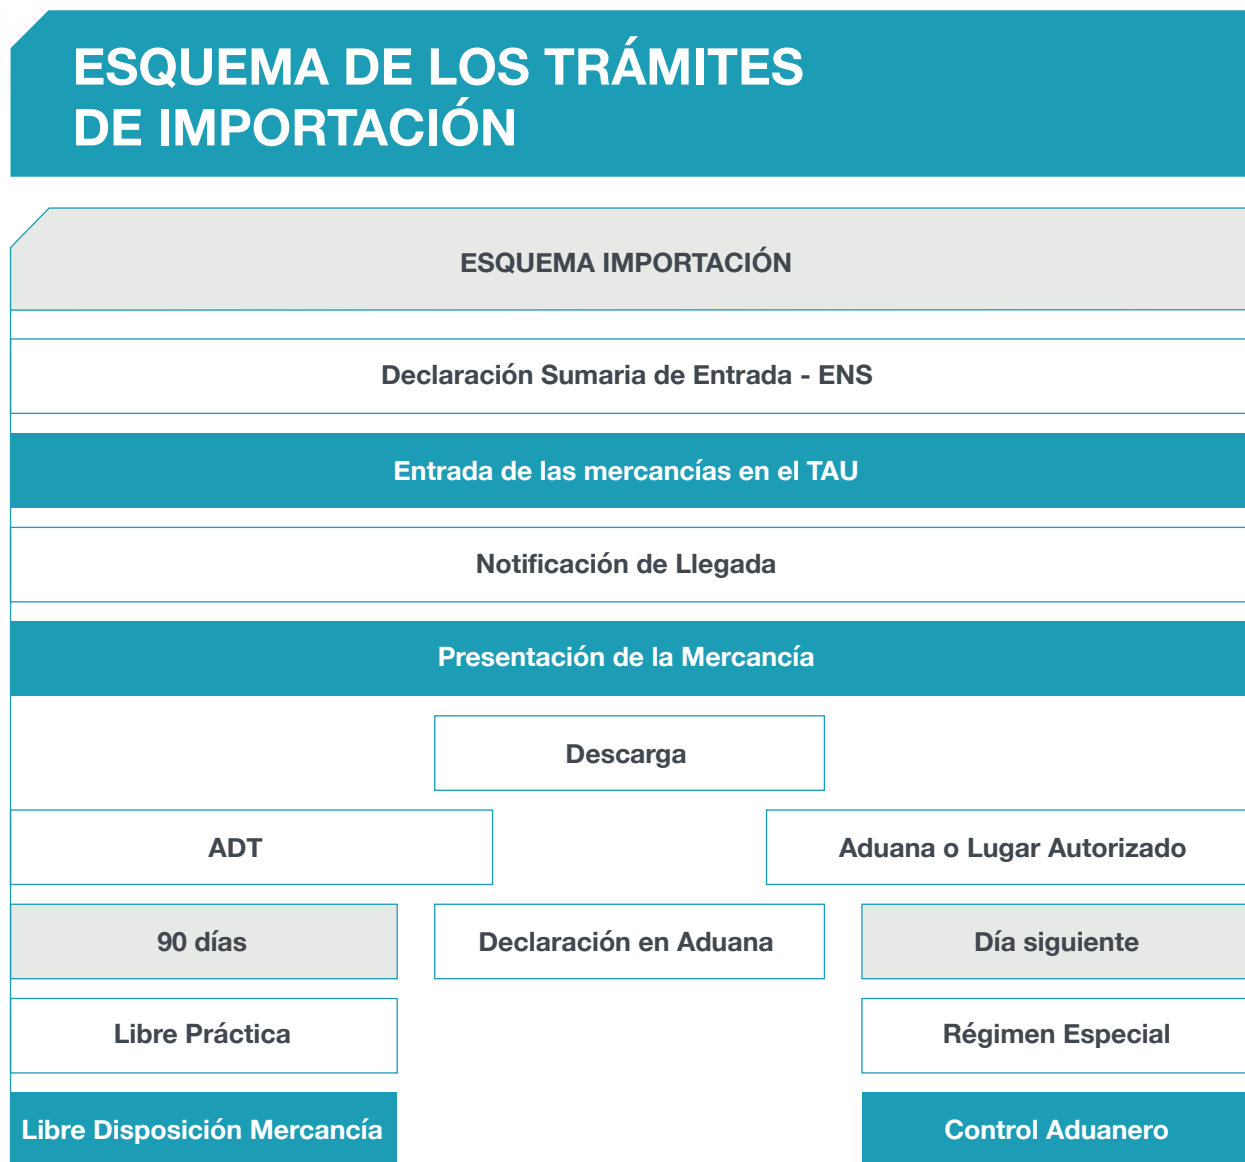 ESQUEMA DE LOS TRÁMITES
DE IMPORTACIÓN
ESQUEMA IMPORTACIÓN
Declaración Sumaria de Entrada - ENS
Entrada de las mercancías en el TAU
Notificación de Llegada
Presentación de la Mercancía
Descarga
ADT
Aduana o Lugar Autorizado
90 días
Declaración en Aduana
Día siguiente
Libre Práctica
Régimen Especial
Libre Disposición Mercancía
Control Aduanero